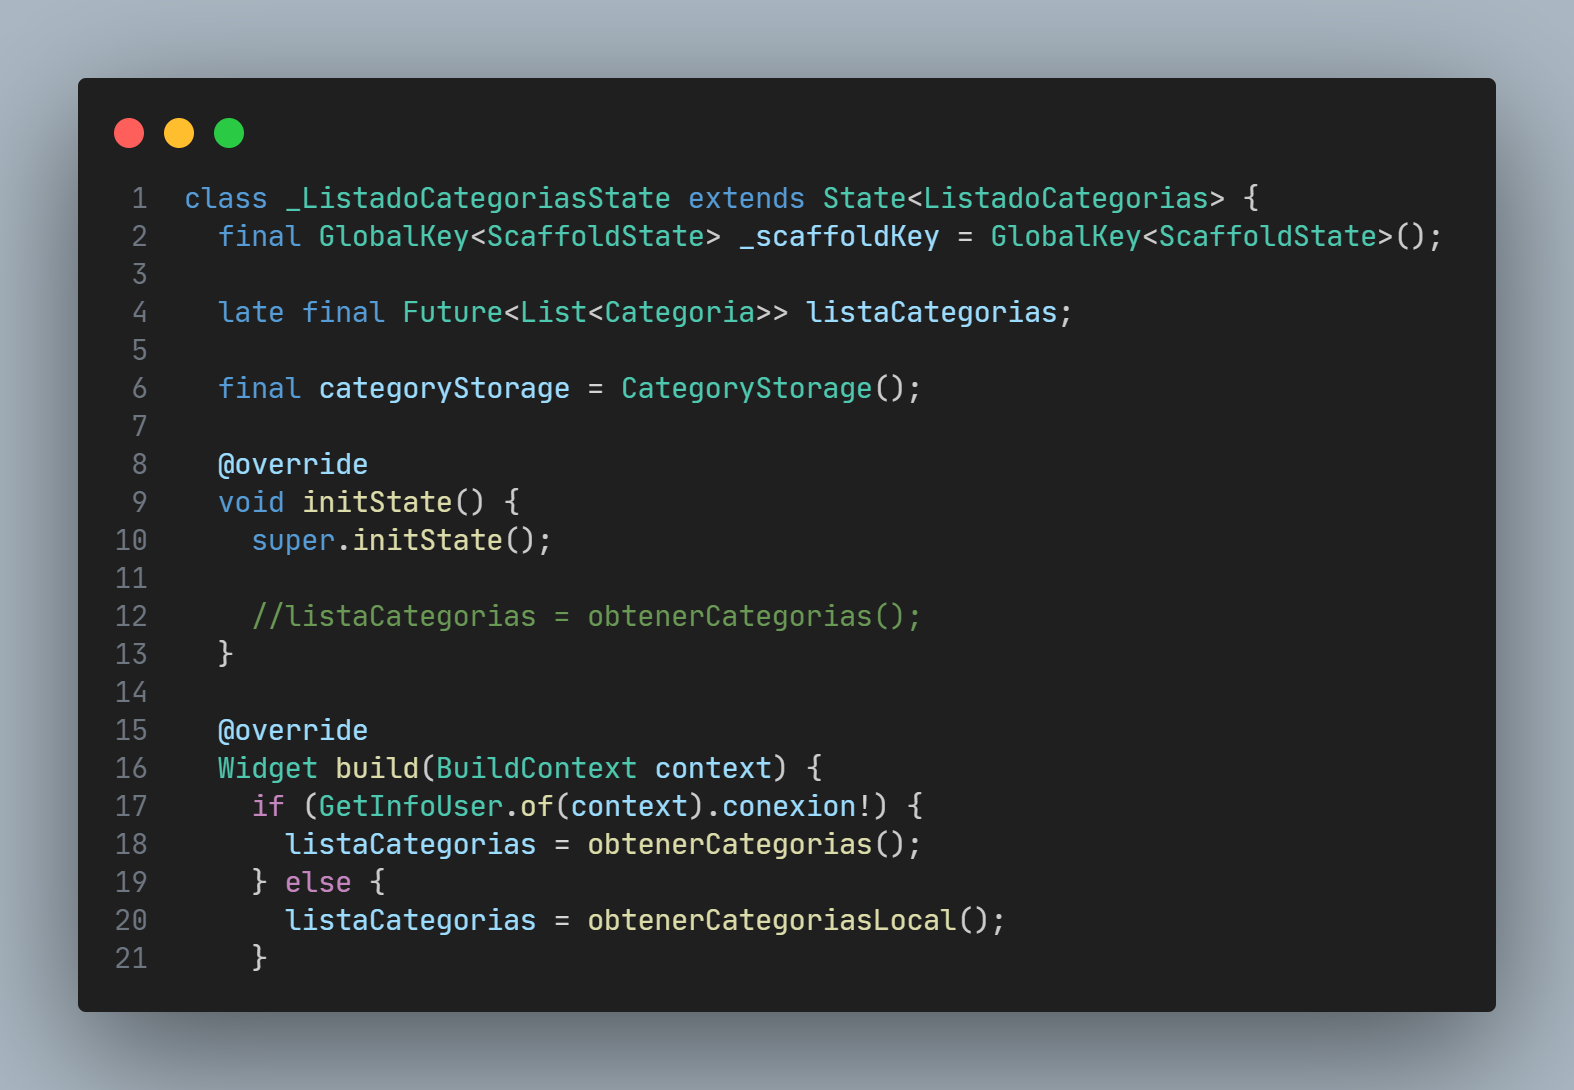 1 class _ListadoCategoriasState extends State<ListadoCategorias> {
2 final GlobalKey<ScaffoldState> _scaffoldKey = GlobalKey<ScaffoldState>();
3
4 late final Future<List<Categoria>> listaCategorias;
5
6 final categoryStorage = CategoryStorage();
7
8 @override
9 void initState() {
10 super.initState();
11
12 //listaCategorias = obtenerCategorias();
13 }
14
15 @override
16 Widget build(BuildContext context) {
17 if (GetInfoUser.of(context).conexion!) {
18 listaCategorias = obtenerCategorias();
19 } else {
20 listaCategorias = obtenerCategoriasLocal();
21 }